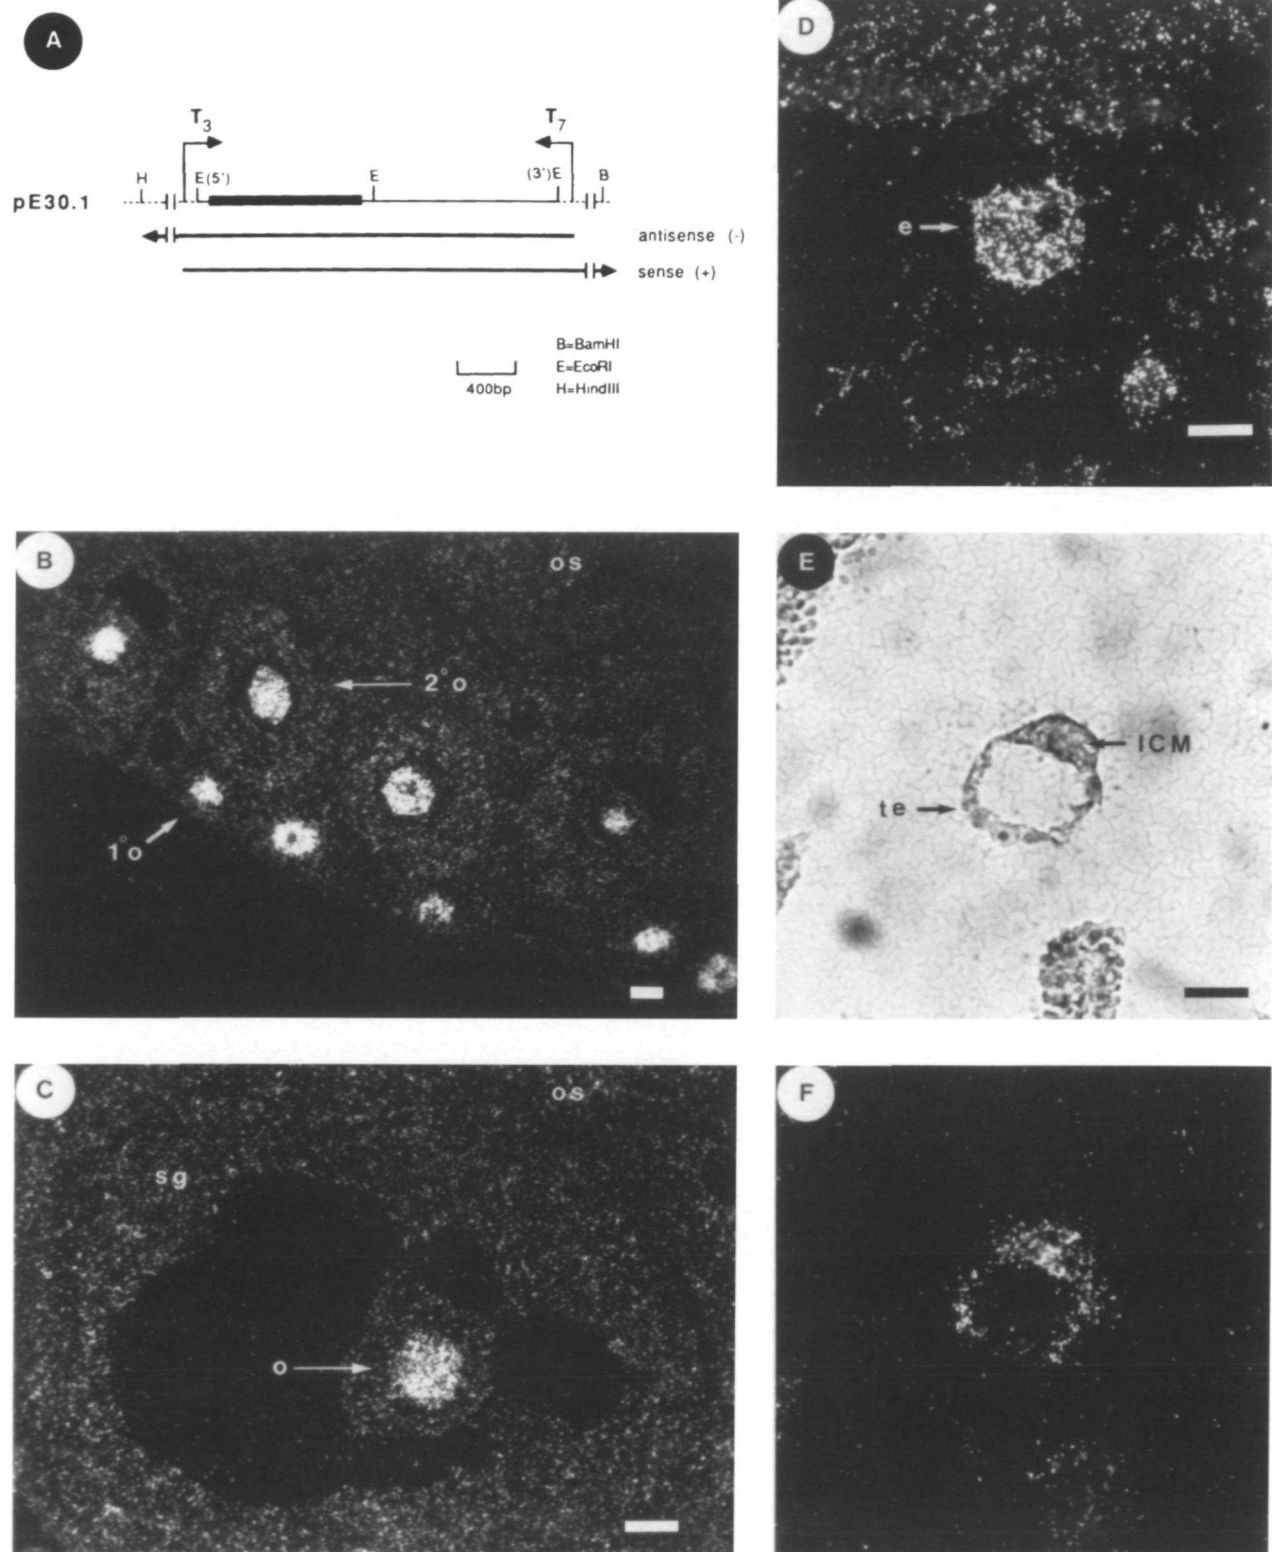 A
T3
T7
H
E(5')
E
(3')E
B
pE30.1
antisense (-)
sense (+)
B=BamHI
E=EcoRI
400bp
H=HindIII
D
e
B
os
2°o
1°o
E
ICM
te
C
os
sg
o
F